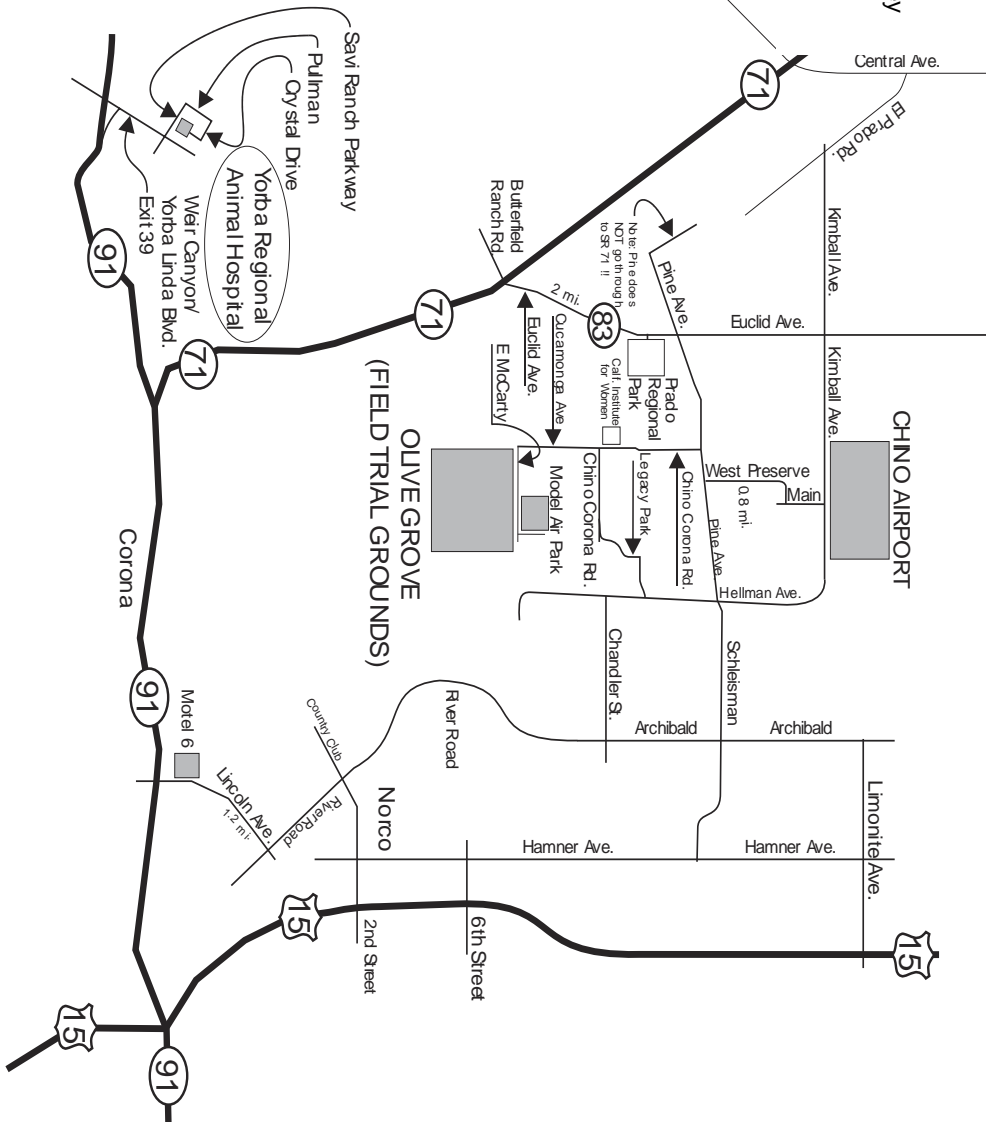 y
Central Ave.
El Prado Rd.
71
Savi Ranch Parkway
Pullman
Crystal Drive
Yorba Regional
Animal Hospital
Weir Canyon/
Yorba Linda Blvd.
Exit 39
91
71
71
Butterfield
Ranch Rd.
Note: Pine does
NOT go through
to SR 71 !!
Pine Ave.
2 mi.
83
Euclid Ave.
Kimball Ave.
Kimball Ave.
Euclid Ave.
Cucamonga Ave
E McCarty
Prado
Regional
Park
Calif. Institute
for Women
CHINO AIRPORT
West Preserve
Main
0.8 mi.
Chino Corona Rd.
Pine Ave.
Legacy Park
Chino Corona Rd.
Model Air Park
OLIVE GROVE
(FIELD TRIAL GROUNDS)
Hellman Ave.
Schleisman
Chandler St.
Archibald
Archibald
River Road
Limonite Ave.
Hamner Ave.
Hamner Ave.
Country Club
River Road
Norco
Lincoln Ave.
1.2 mi.
Motel 6
Corona
91
15
2nd Street
6th Street
15
15
91